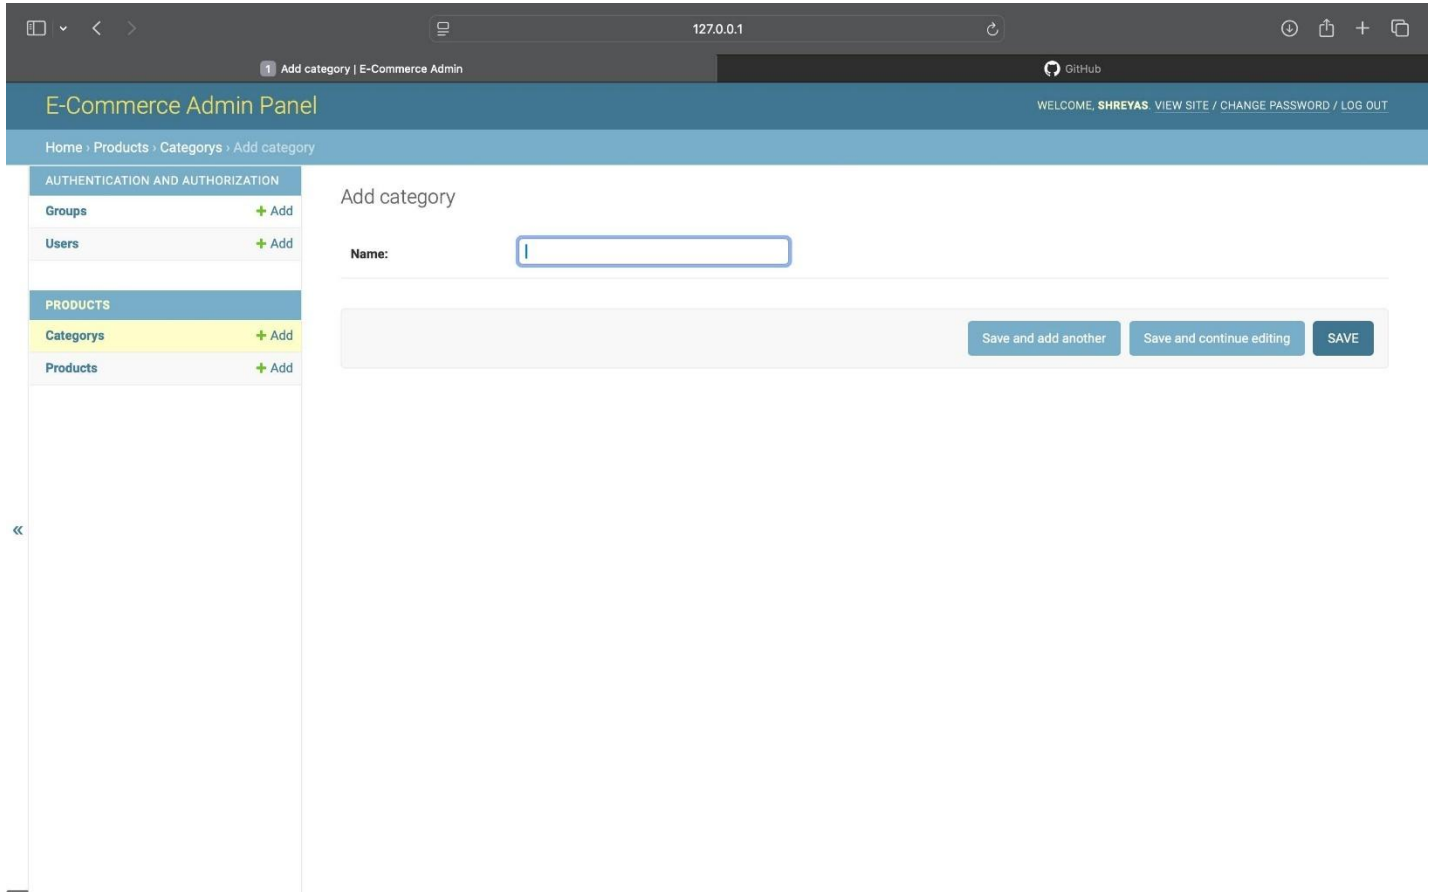 127.0.0.1
1 Add category | E-Commerce Admin
GitHub
E-Commerce Admin Panel
WELCOME, SHREYAS. VIEW SITE / CHANGE PASSWORD / LOG OUT
Home › Products › Categorys › Add category
AUTHENTICATION AND AUTHORIZATION
Groups + Add
Users + Add
PRODUCTS
Categorys + Add
Products + Add
«
Add category
Name:
Save and add another Save and continue editing SAVE